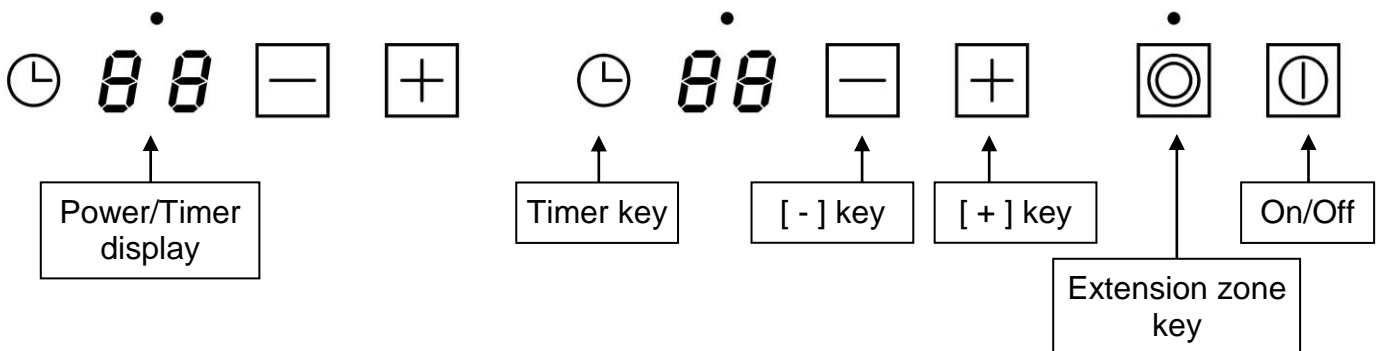 88
88
Power/Timer
display
Timer key
[ - ] key
[ + ] key
On/Off
Extension zone
key